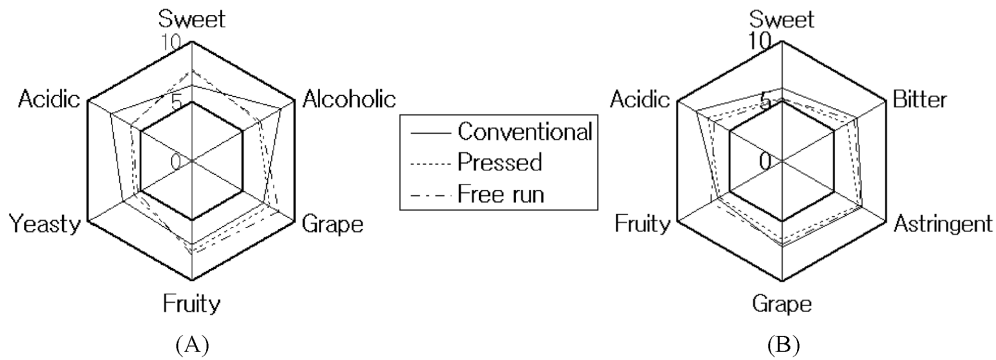 Sweet
10
Acidic
5
Alcoholic
0
Yeasty
Grape
Fruity
(A)
Conventional
Pressed
Free run
Sweet
10
Acidic
5
Bitter
0
Fruity
Astringent
Grape
(B)